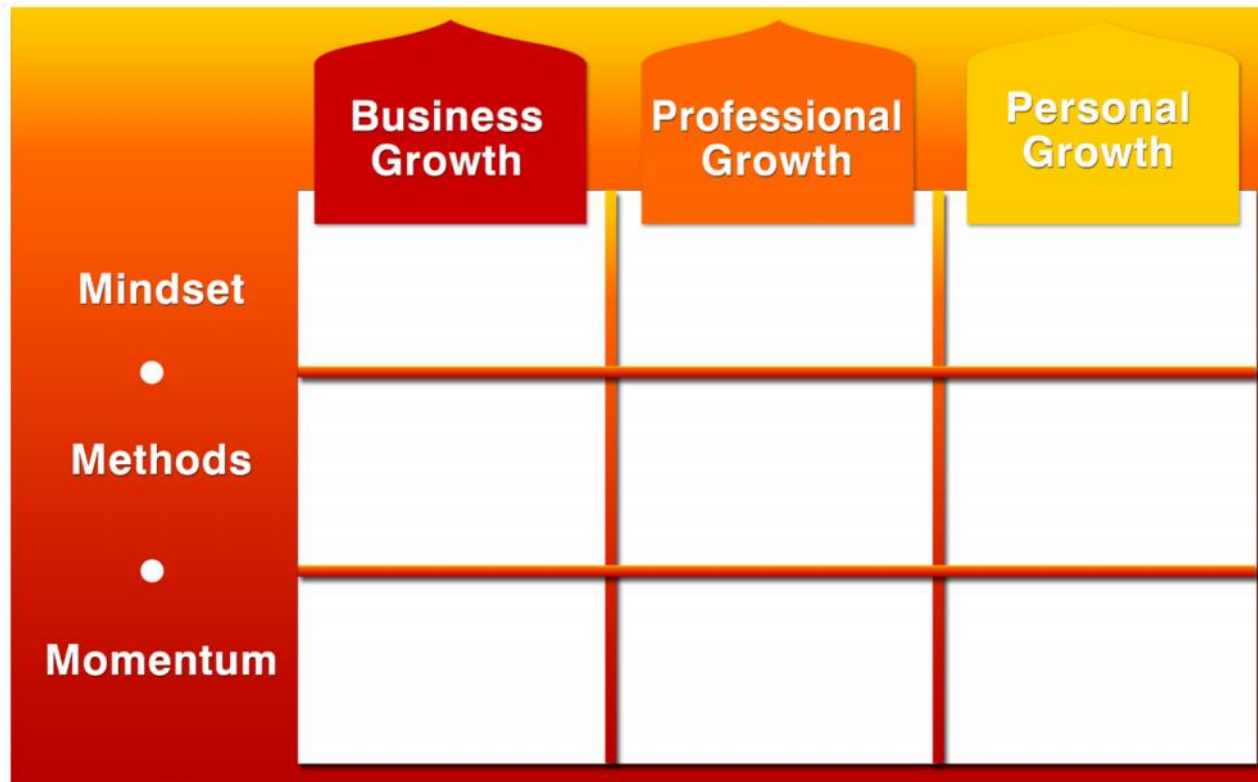 Business
Growth
Professional
Growth
Personal
Growth
Mindset
Methods
Momentum